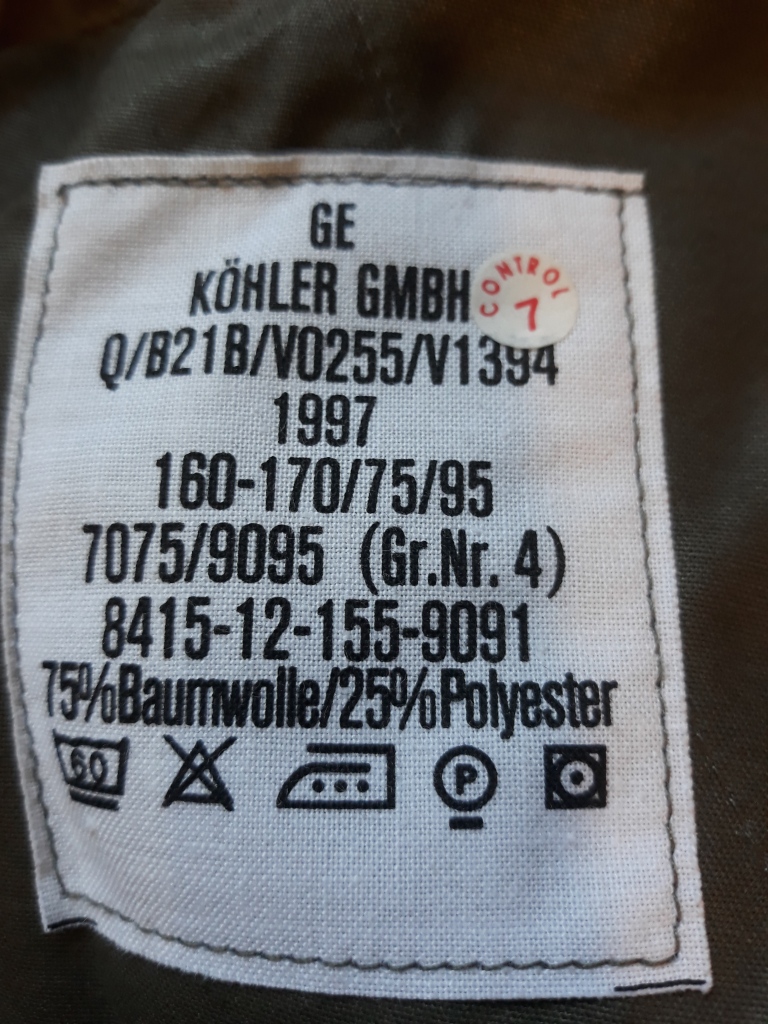 GE
KÖHLER GMBH
CONTROL
7
Q/B21B/V0255/V1394
1997
160-170/75/95
7075/9095 (Gr.Nr. 4)
8415-12-155-9091
75%Baumwolle/25%Polyester
60
P